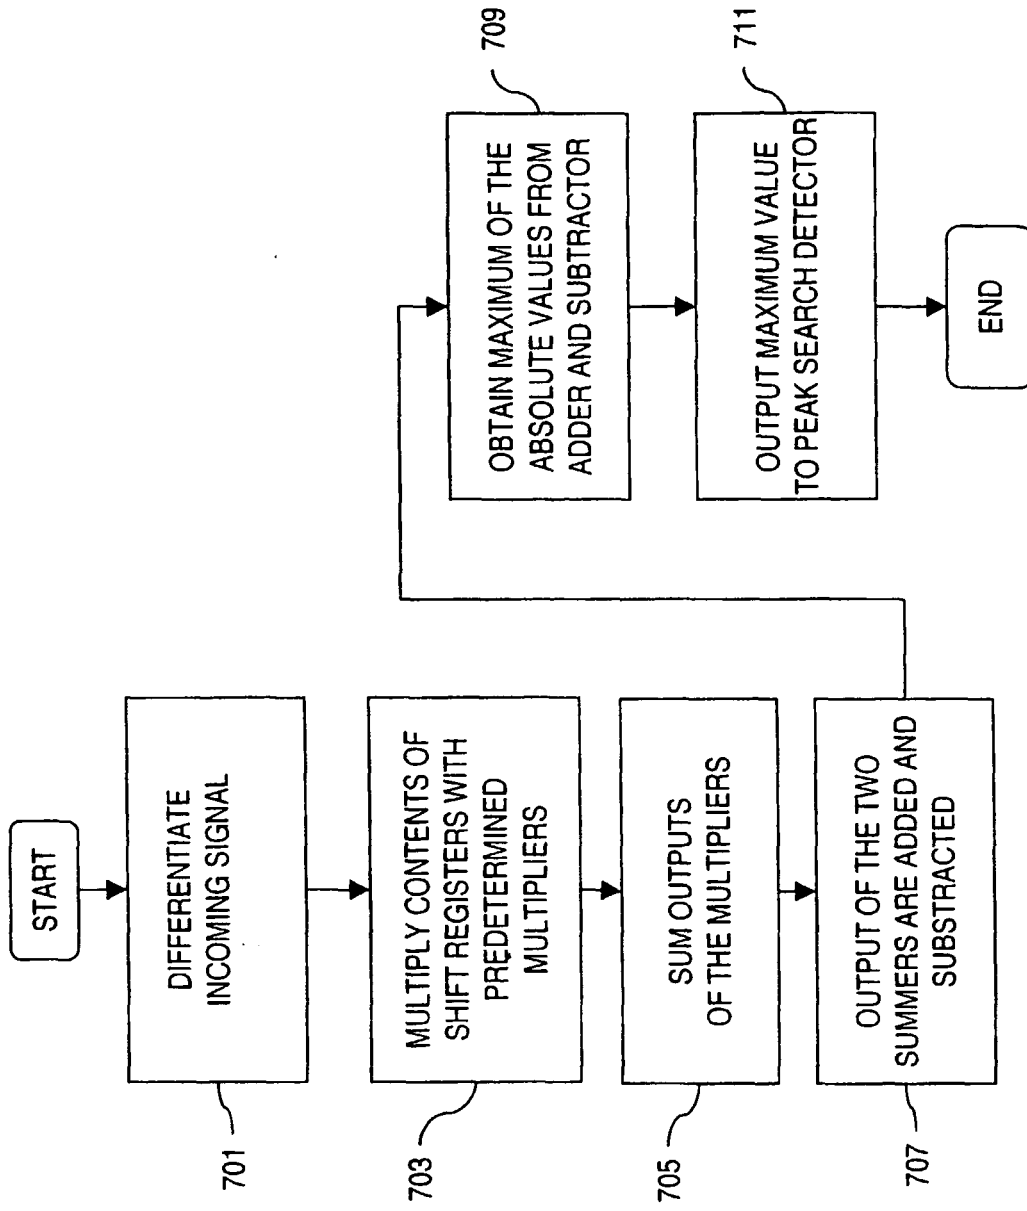 START
DIFFERENTIATE
INCOMING SIGNAL
701
MULTIPLY CONTENTS OF
SHIFT REGISTERS WITH
PREDETERMINED
MULTIPLIERS
703
SUM OUTPUTS
OF THE MULTIPLIERS
705
OUTPUT OF THE TWO
SUMMERS ARE ADDED AND
SUBSTRACTED
707
OBTAIN MAXIMUM OF THE
ABSOLUTE VALUES FROM
ADDER AND SUBTRACTOR
709
OUTPUT MAXIMUM VALUE
TO PEAK SEARCH DETECTOR
711
END